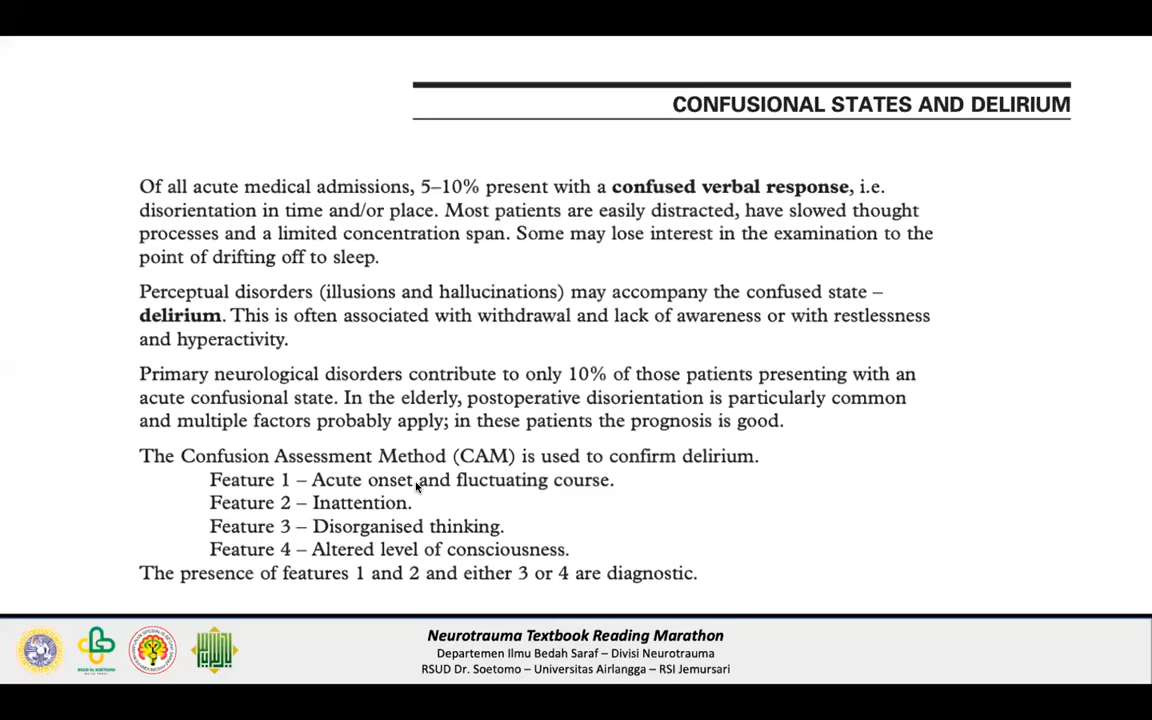 CONFUSIONAL STATES AND DELIRIUM
Of all acute medical admissions, 5–10% present with a confused verbal response, i.e.
disorientation in time and/or place. Most patients are easily distracted, have slowed thought
processes and a limited concentration span. Some may lose interest in the examination to the
point of drifting off to sleep.
Perceptual disorders (illusions and hallucinations) may accompany the confused state –
delirium. This is often associated with withdrawal and lack of awareness or with restlessness
and hyperactivity.
Primary neurological disorders contribute to only 10% of those patients presenting with an
acute confusional state. In the elderly, postoperative disorientation is particularly common
and multiple factors probably apply; in these patients the prognosis is good.
The Confusion Assessment Method (CAM) is used to confirm delirium.
Feature 1 – Acute onset and fluctuating course.
Feature 2 – Inattention.
Feature 3 – Disorganised thinking.
Feature 4 – Altered level of consciousness.
The presence of features 1 and 2 and either 3 or 4 are diagnostic.
Neurotrauma Textbook Reading Marathon
Departemen Ilmu Bedah Saraf – Divisi Neurotrauma
RSUD Dr. Soetomo – Universitas Airlangga – RSI Jemursari
RSUD DR. SOETOMO